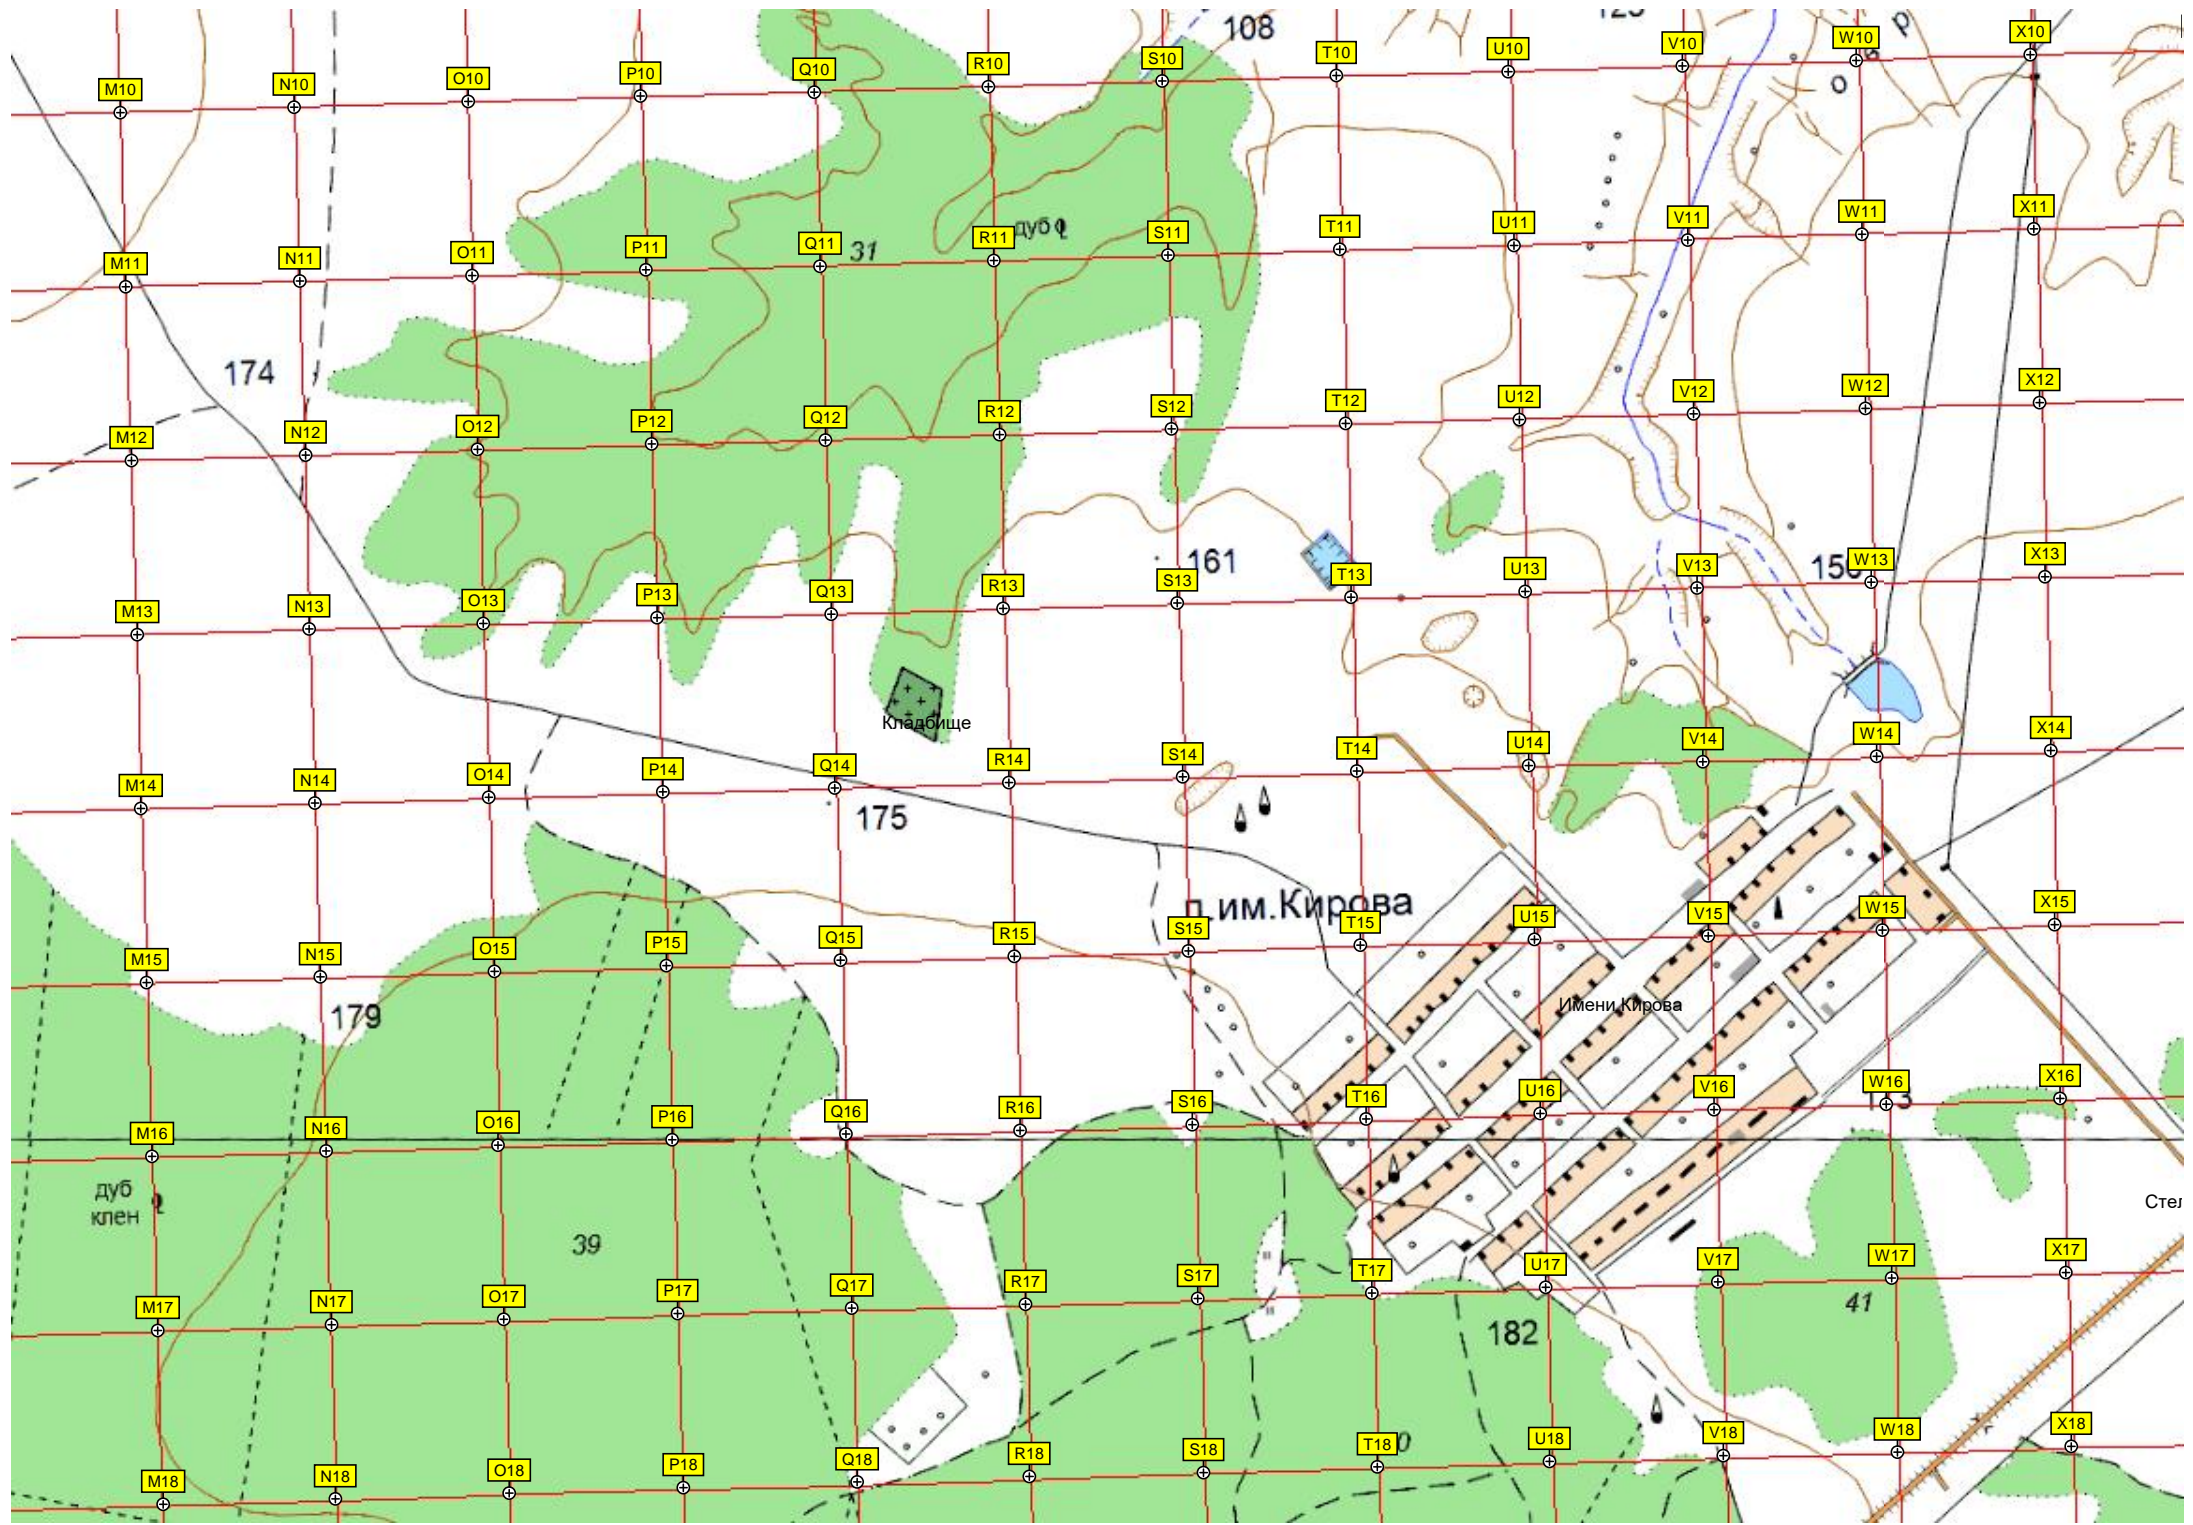 108
о
р
M10 N10 O10 P10 Q10 R10 S10 T10 U10 V10 W10 X10
дуб
31
M11 N11 O11 P11 Q11 R11 S11 T11 U11 V11 W11 X11
174
M12 N12 O12 P12 Q12 R12 S12 T12 U12 V12 W12 X12
161
M13 N13 O13 P13 Q13 R13 S13 T13 U13 V13 W13 X13
Кладбище
M14 N14 O14 P14 Q14 R14 S14 T14 U14 V14 W14 X14
175
п.им.Кирова
M15 N15 O15 P15 Q15 R15 S15 T15 U15 V15 W15 X15
179
Имени Кирова
M16 N16 O16 P16 Q16 R16 S16 T16 U16 V16 W16 X16
дуб
клен
39
M17 N17 O17 P17 Q17 R17 S17 T17 U17 V17 W17 X17
41
182
M18 N18 O18 P18 Q18 R18 S18 T18 U18 V18 W18 X18